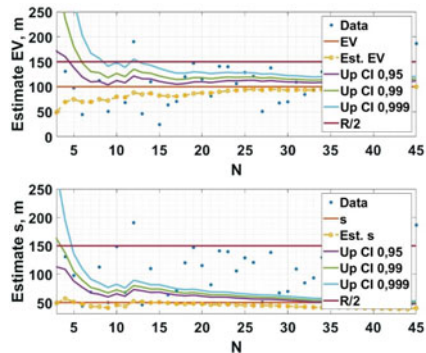 Estimate EV, m
250
200
150
100
50
5 10 15 20 25 30 35 40 45
N
Data
EV
Est. EV
Up CI 0,95
Up CI 0,99
Up CI 0,999
R/2
Estimate s, m
250
200
150
100
50
5 10 15 20 25 30 35 40 45
N
Data
s
Est. s
Up CI 0,95
Up CI 0,99
Up CI 0,999
R/2